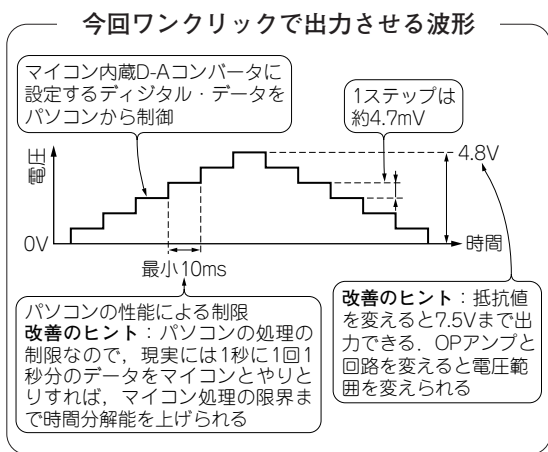 今回ワンクリックで出力させる波形
マイコン内蔵D-Aコンバータに
設定するディジタル・データを
パソコンから制御
1ステップは
約4.7mV
電圧
4.8V
0V
時間
最小10ms
パソコンの性能による制限
改善のヒント：パソコンの処理の
制限なので，現実には1秒に1回1
秒分のデータをマイコンとやりと
りすれば，マイコン処理の限界ま
で時間分解能を上げられる
改善のヒント：抵抗値
を変えると7.5Vまで出
力できる．OPアンプと
回路を変えると電圧範
囲を変えられる